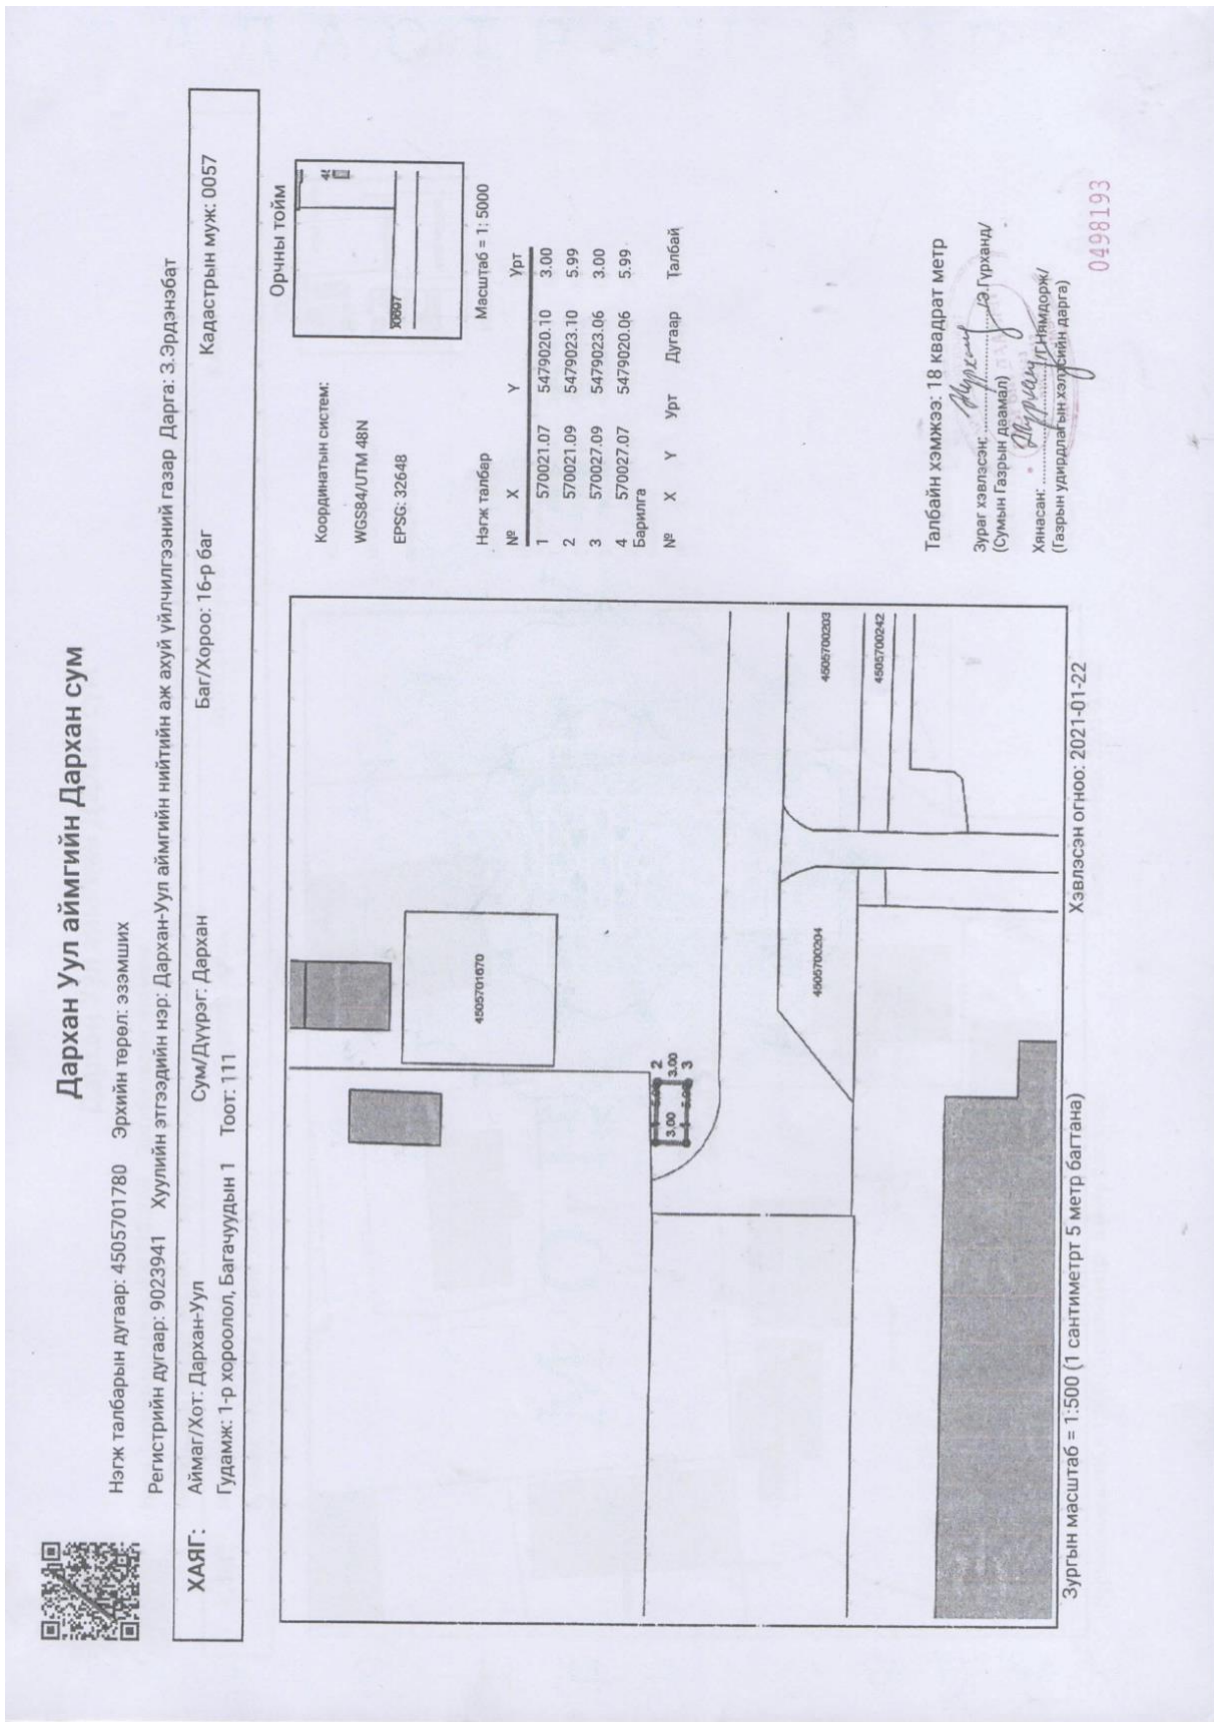 Дархан Уул аймгийн Дархан сум
Нэгж талбарын дугаар: 4505701780 Эрхийн төрөл: эзэмших
Регистрийн дугаар: 9023941 Хуулийн этгээдийн нэр: Дархан-Уул аймгийн нийтийн аж ахуй үйлчилгээний газар Дарга: З.Эрдэнэбат
ХАЯГ: Аймаг/Хот: Дархан-Уул Сум/Дүүрэг: Дархан Баг/Хороо: 16-р баг Кадастрын муж: 0057
Гудамж: 1-р хороолол, Багачуудын 1 Тоот: 111
Орчны тойм
Координатын систем:
WGS84/UTM 48N
EPSG: 32648
Масштаб = 1: 5000
Нэгж талбар
№ X Y Урт
1 570021.07 5479020.10 3.00
2 570021.09 5479023.10 5.99
3 570027.09 5479023.06 3.00
4 570027.07 5479020.06 5.99
Барилга
№ X Y Урт Дугаар Талбай
4505701670
2
3.00
3.00
3
4505700204
4505700203
4505700242
Талбайн хэмжээ: 18 квадрат метр
Зураг хэвлэсэн: /Э.Гүрханд/
(Сумын Газрын даамал)
Хянасан: /Г.Нямдорж/
(Газрын удирдлагын хэлтсийн дарга)
0498193
Зургын масштаб = 1:500 (1 сантиметрт 5 метр багтана) Хэвлэсэн огноо: 2021-01-22